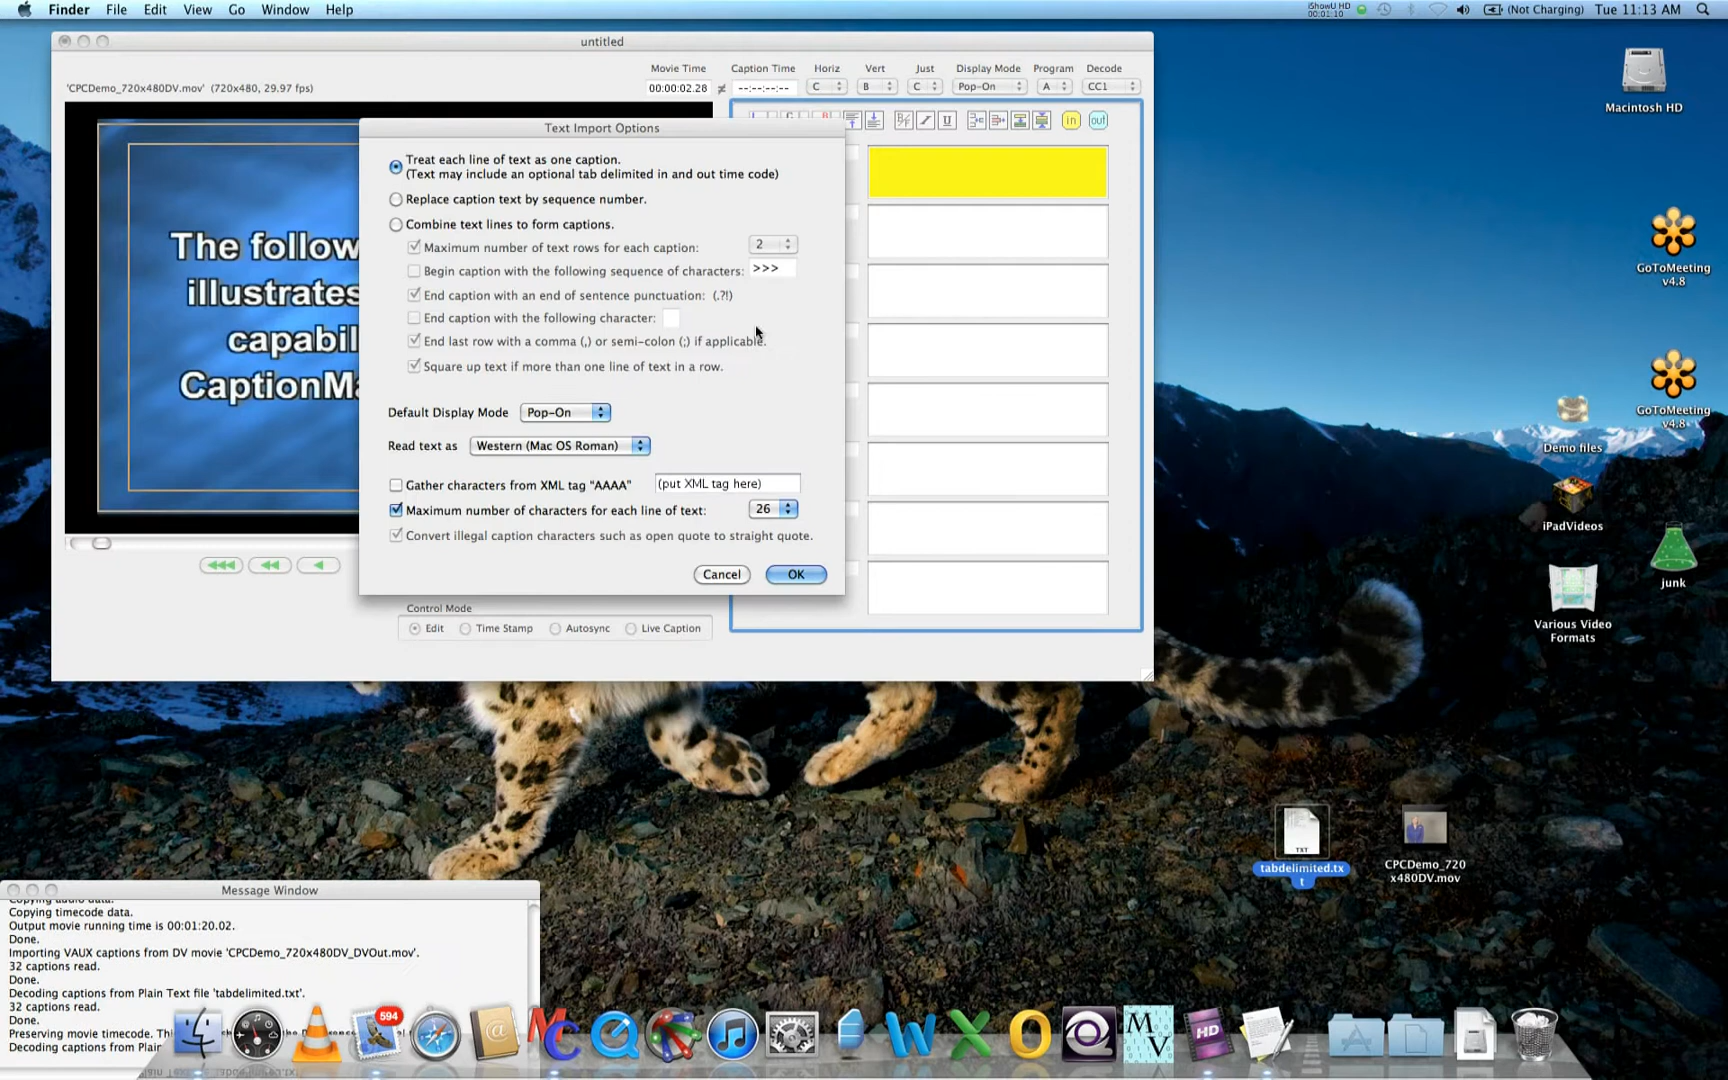 Finder File Edit View Go Window Help
iShowU HD
00:01:10
(Not Charging) Tue 11:13 AM
untitled
Movie Time Caption Time Horiz Vert Just Display Mode Program Decode
'CPCDemo_720x480DV.mov' (720x480, 29.97 fps)
00:00:02.28 ≠ --:--:--:-- C B C Pop-On A CC1
B/F I U in out
The follow
illustrates
capabil
CaptionMa
Text Import Options
Treat each line of text as one caption.
(Text may include an optional tab delimited in and out time code)
Replace caption text by sequence number.
Combine text lines to form captions.
Maximum number of text rows for each caption: 2
Begin caption with the following sequence of characters: >>>
End caption with an end of sentence punctuation: (.?!)
End caption with the following character:
End last row with a comma (,) or semi-colon (;) if applicable.
Square up text if more than one line of text in a row.
Default Display Mode Pop-On
Read text as Western (Mac OS Roman)
Gather characters from XML tag "AAAA" (put XML tag here)
Maximum number of characters for each line of text: 26
Convert illegal caption characters such as open quote to straight quote.
Cancel OK
Control Mode
Edit Time Stamp Autosync Live Caption
Macintosh HD
GoToMeeting
v4.8
GoToMeeting
v4.8
Demo files
iPadVideos
junk
Various Video
Formats
TXT
tabdelimited.tx
t
CPCDemo_720
x480DV.mov
Message Window
Copying audio data.
Copying timecode data.
Output movie running time is 00:01:20.02.
Done.
Importing VAUX captions from DV movie 'CPCDemo_720x480DV_DVOut.mov'.
32 captions read.
Done.
Decoding captions from Plain Text file 'tabdelimited.txt'.
32 captions read.
Done.
Preserving movie timecode.
Decoding captions from Plain
594
HD
M
V